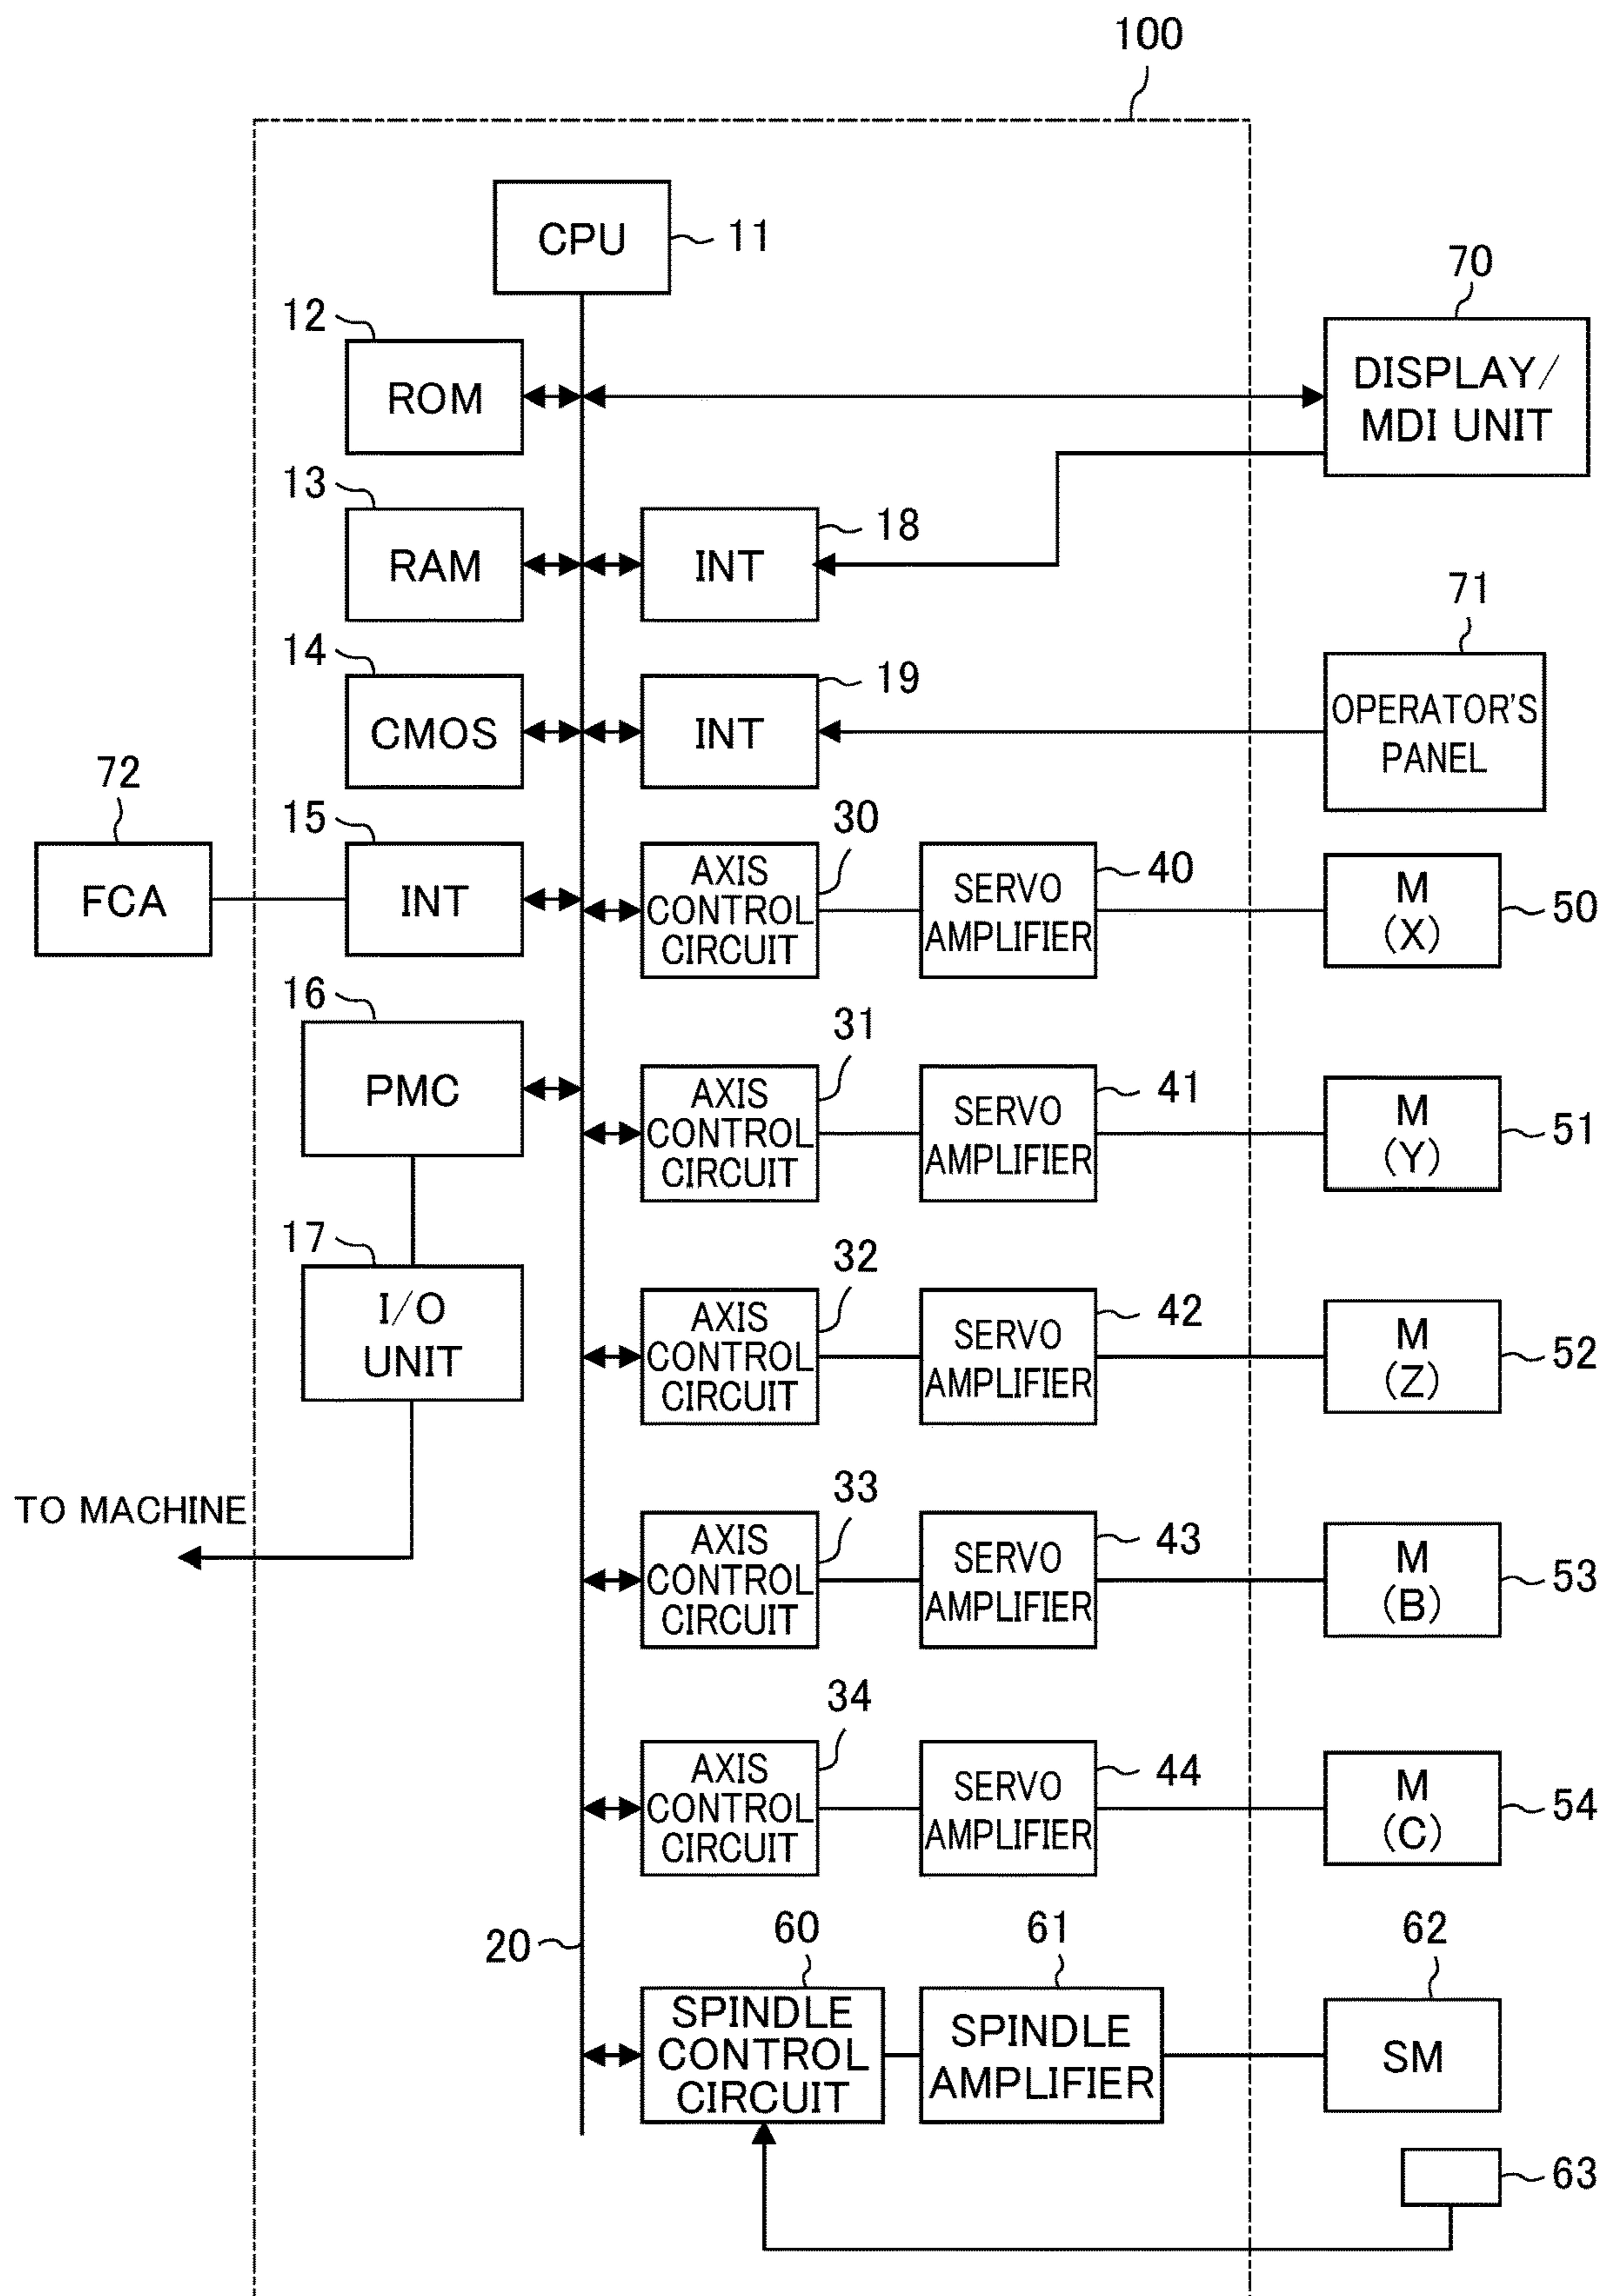 100
CPU
11
12
ROM
70
DISPLAY/
MDI UNIT
13
RAM
18
INT
14
CMOS
19
INT
71
OPERATOR'S
PANEL
72
FCA
15
INT
30
AXIS
CONTROL
CIRCUIT
40
SERVO
AMPLIFIER
M
(X)
50
16
PMC
31
AXIS
CONTROL
CIRCUIT
41
SERVO
AMPLIFIER
M
(Y)
51
17
I/O
UNIT
32
AXIS
CONTROL
CIRCUIT
42
SERVO
AMPLIFIER
M
(Z)
52
TO MACHINE
33
AXIS
CONTROL
CIRCUIT
43
SERVO
AMPLIFIER
M
(B)
53
34
AXIS
CONTROL
CIRCUIT
44
SERVO
AMPLIFIER
M
(C)
54
20
60
SPINDLE
CONTROL
CIRCUIT
61
SPINDLE
AMPLIFIER
62
SM
63